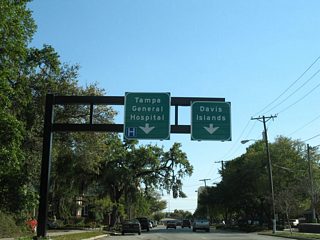 Tampa
General
Hospital
H
Davis
Islands